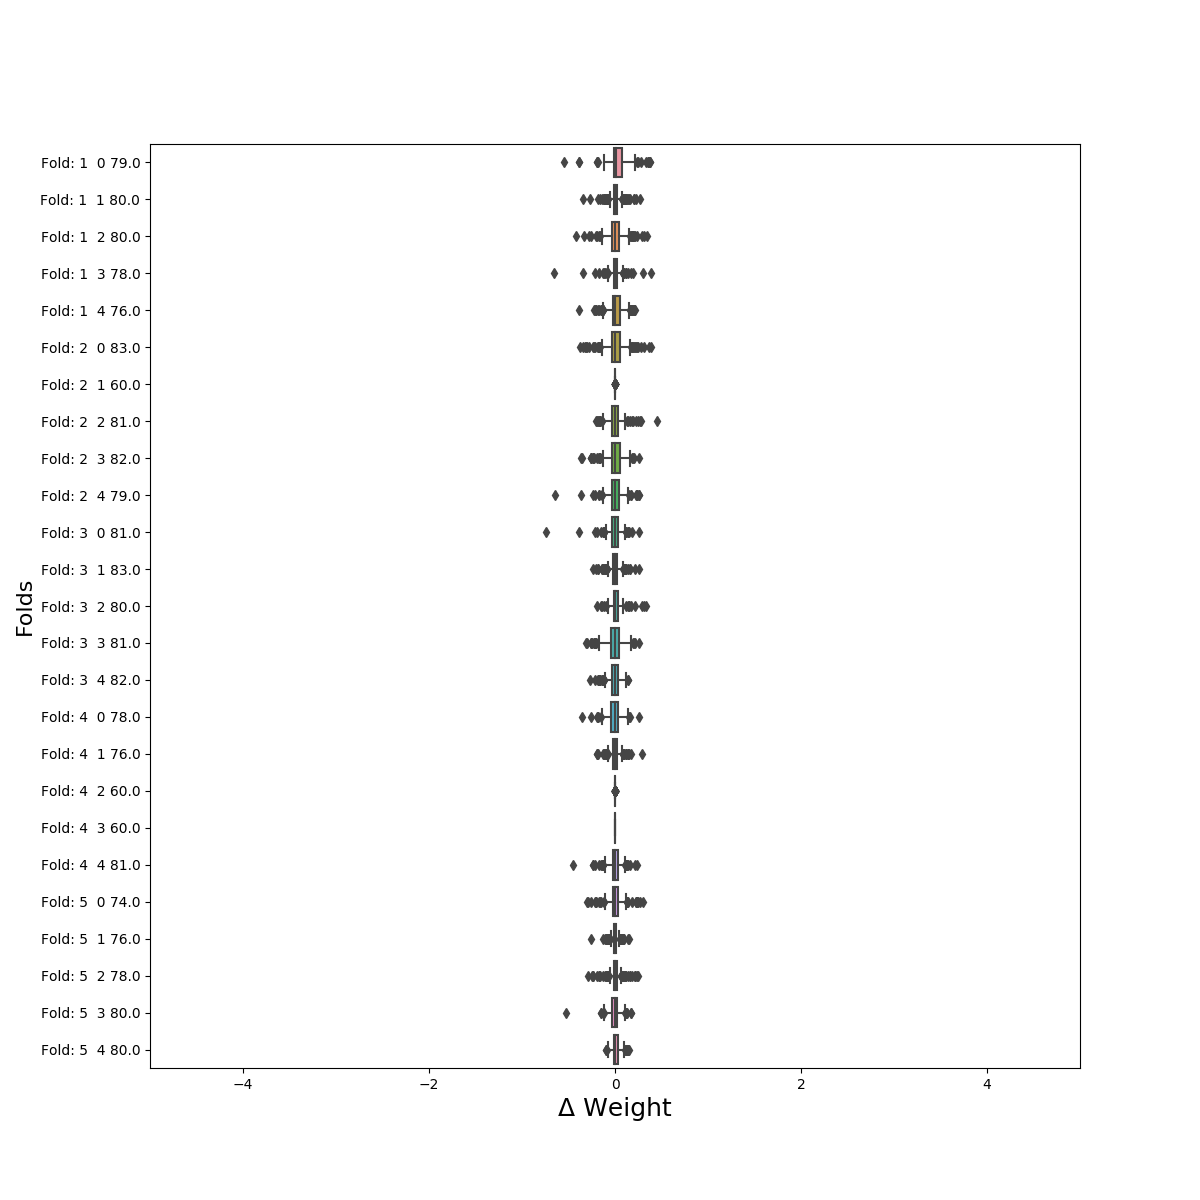 Fold: 1  0 79.0
Fold: 1  1 80.0
Fold: 1  2 80.0
Fold: 1  3 78.0
Fold: 1  4 76.0
Fold: 2  0 83.0
Fold: 2  1 60.0
Fold: 2  2 81.0
Fold: 2  3 82.0
Fold: 2  4 79.0
Fold: 3  0 81.0
Fold: 3  1 83.0
Fold: 3  2 80.0
Fold: 3  3 81.0
Fold: 3  4 82.0
Fold: 4  0 78.0
Fold: 4  1 76.0
Fold: 4  2 60.0
Fold: 4  3 60.0
Fold: 4  4 81.0
Fold: 5  0 74.0
Fold: 5  1 76.0
Fold: 5  2 78.0
Fold: 5  3 80.0
Fold: 5  4 80.0
Folds
−4 −2 0 2 4
Δ Weight